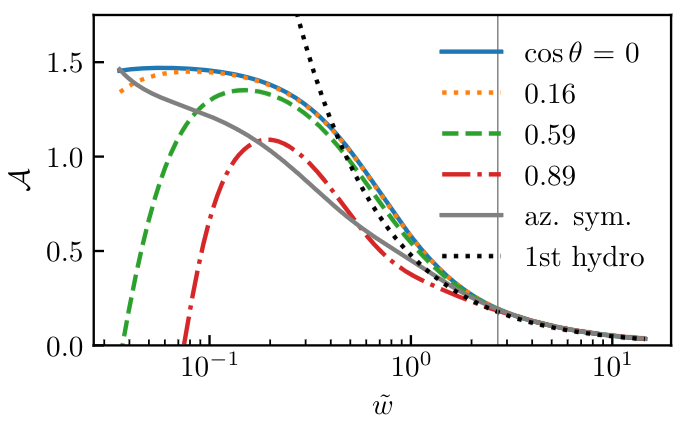 1.5
1.0
0.5
0.0
𝒜
10⁻¹
10⁰
10¹
w̃
cos θ = 0
0.16
0.59
0.89
az. sym.
1st hydro